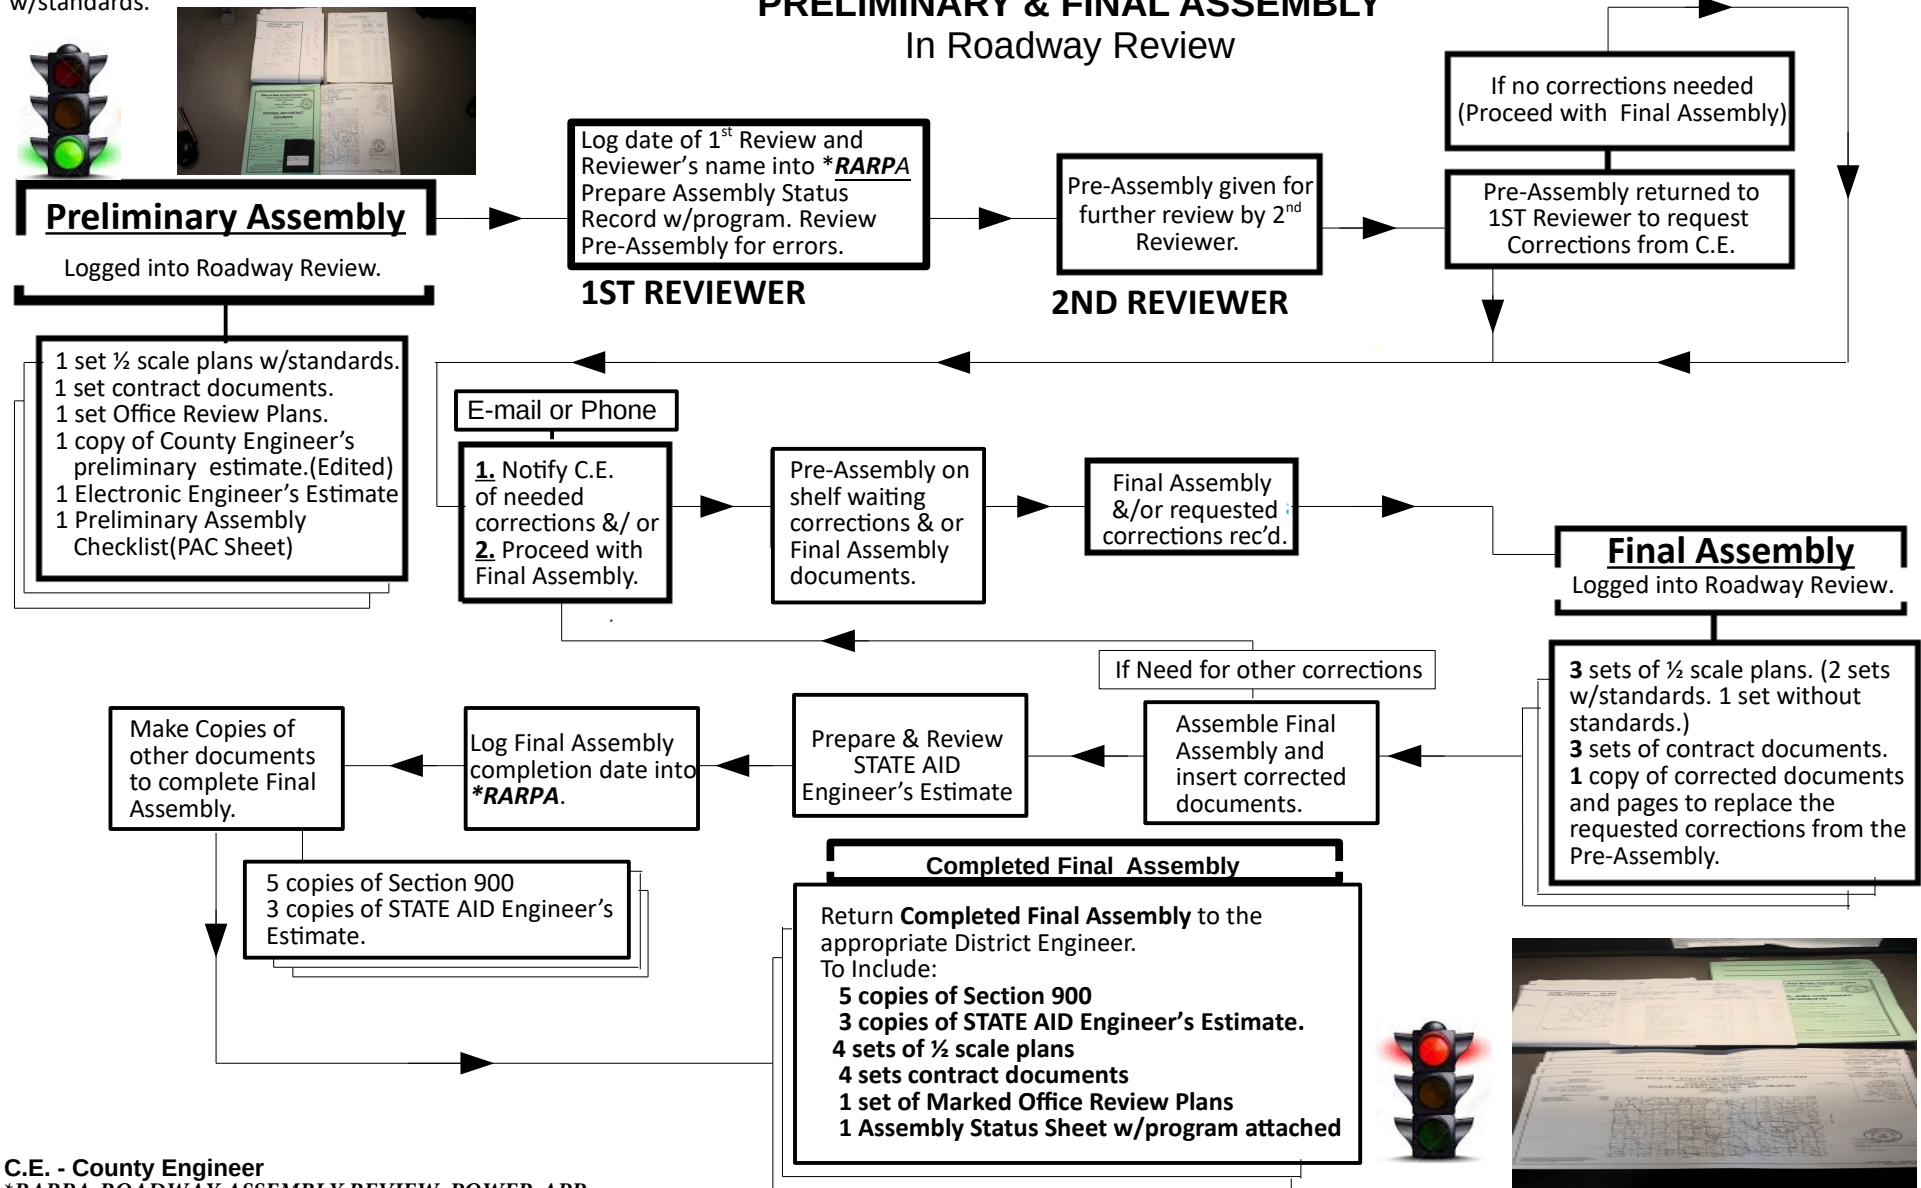 w/standards.
PRELIMINARY & FINAL ASSEMBLY
In Roadway Review
Preliminary Assembly
Logged into Roadway Review.
1 set ½ scale plans w/standards.
1 set contract documents.
1 set Office Review Plans.
1 copy of County Engineer’s
preliminary estimate.(Edited)
1 Electronic Engineer’s Estimate
1 Preliminary Assembly
Checklist(PAC Sheet)
Log date of 1st Review and
Reviewer’s name into *RARPA
Prepare Assembly Status
Record w/program. Review
Pre-Assembly for errors.
1ST REVIEWER
Pre-Assembly given for
further review by 2nd
Reviewer.
2ND REVIEWER
If no corrections needed
(Proceed with Final Assembly)
Pre-Assembly returned to
1ST Reviewer to request
Corrections from C.E.
E-mail or Phone
1. Notify C.E.
of needed
corrections &/ or
2. Proceed with
Final Assembly.
Pre-Assembly on
shelf waiting
corrections & or
Final Assembly
documents.
Final Assembly
&/or requested
corrections rec’d.
Final Assembly
Logged into Roadway Review.
3 sets of ½ scale plans. (2 sets
w/standards. 1 set without
standards.)
3 sets of contract documents.
1 copy of corrected documents
and pages to replace the
requested corrections from the
Pre-Assembly.
If Need for other corrections
Assemble Final
Assembly and
insert corrected
documents.
Prepare & Review
STATE AID
Engineer’s Estimate
Log Final Assembly
completion date into
*RARPA.
Make Copies of
other documents
to complete Final
Assembly.
5 copies of Section 900
3 copies of STATE AID Engineer’s
Estimate.
Completed Final Assembly
Return Completed Final Assembly to the
appropriate District Engineer.
To Include:
5 copies of Section 900
3 copies of STATE AID Engineer’s Estimate.
4 sets of ½ scale plans
4 sets contract documents
1 set of Marked Office Review Plans
1 Assembly Status Sheet w/program attached
C.E. - County Engineer
*RARPA-ROADWAY ASSEMBLY REVIEW POWER APP